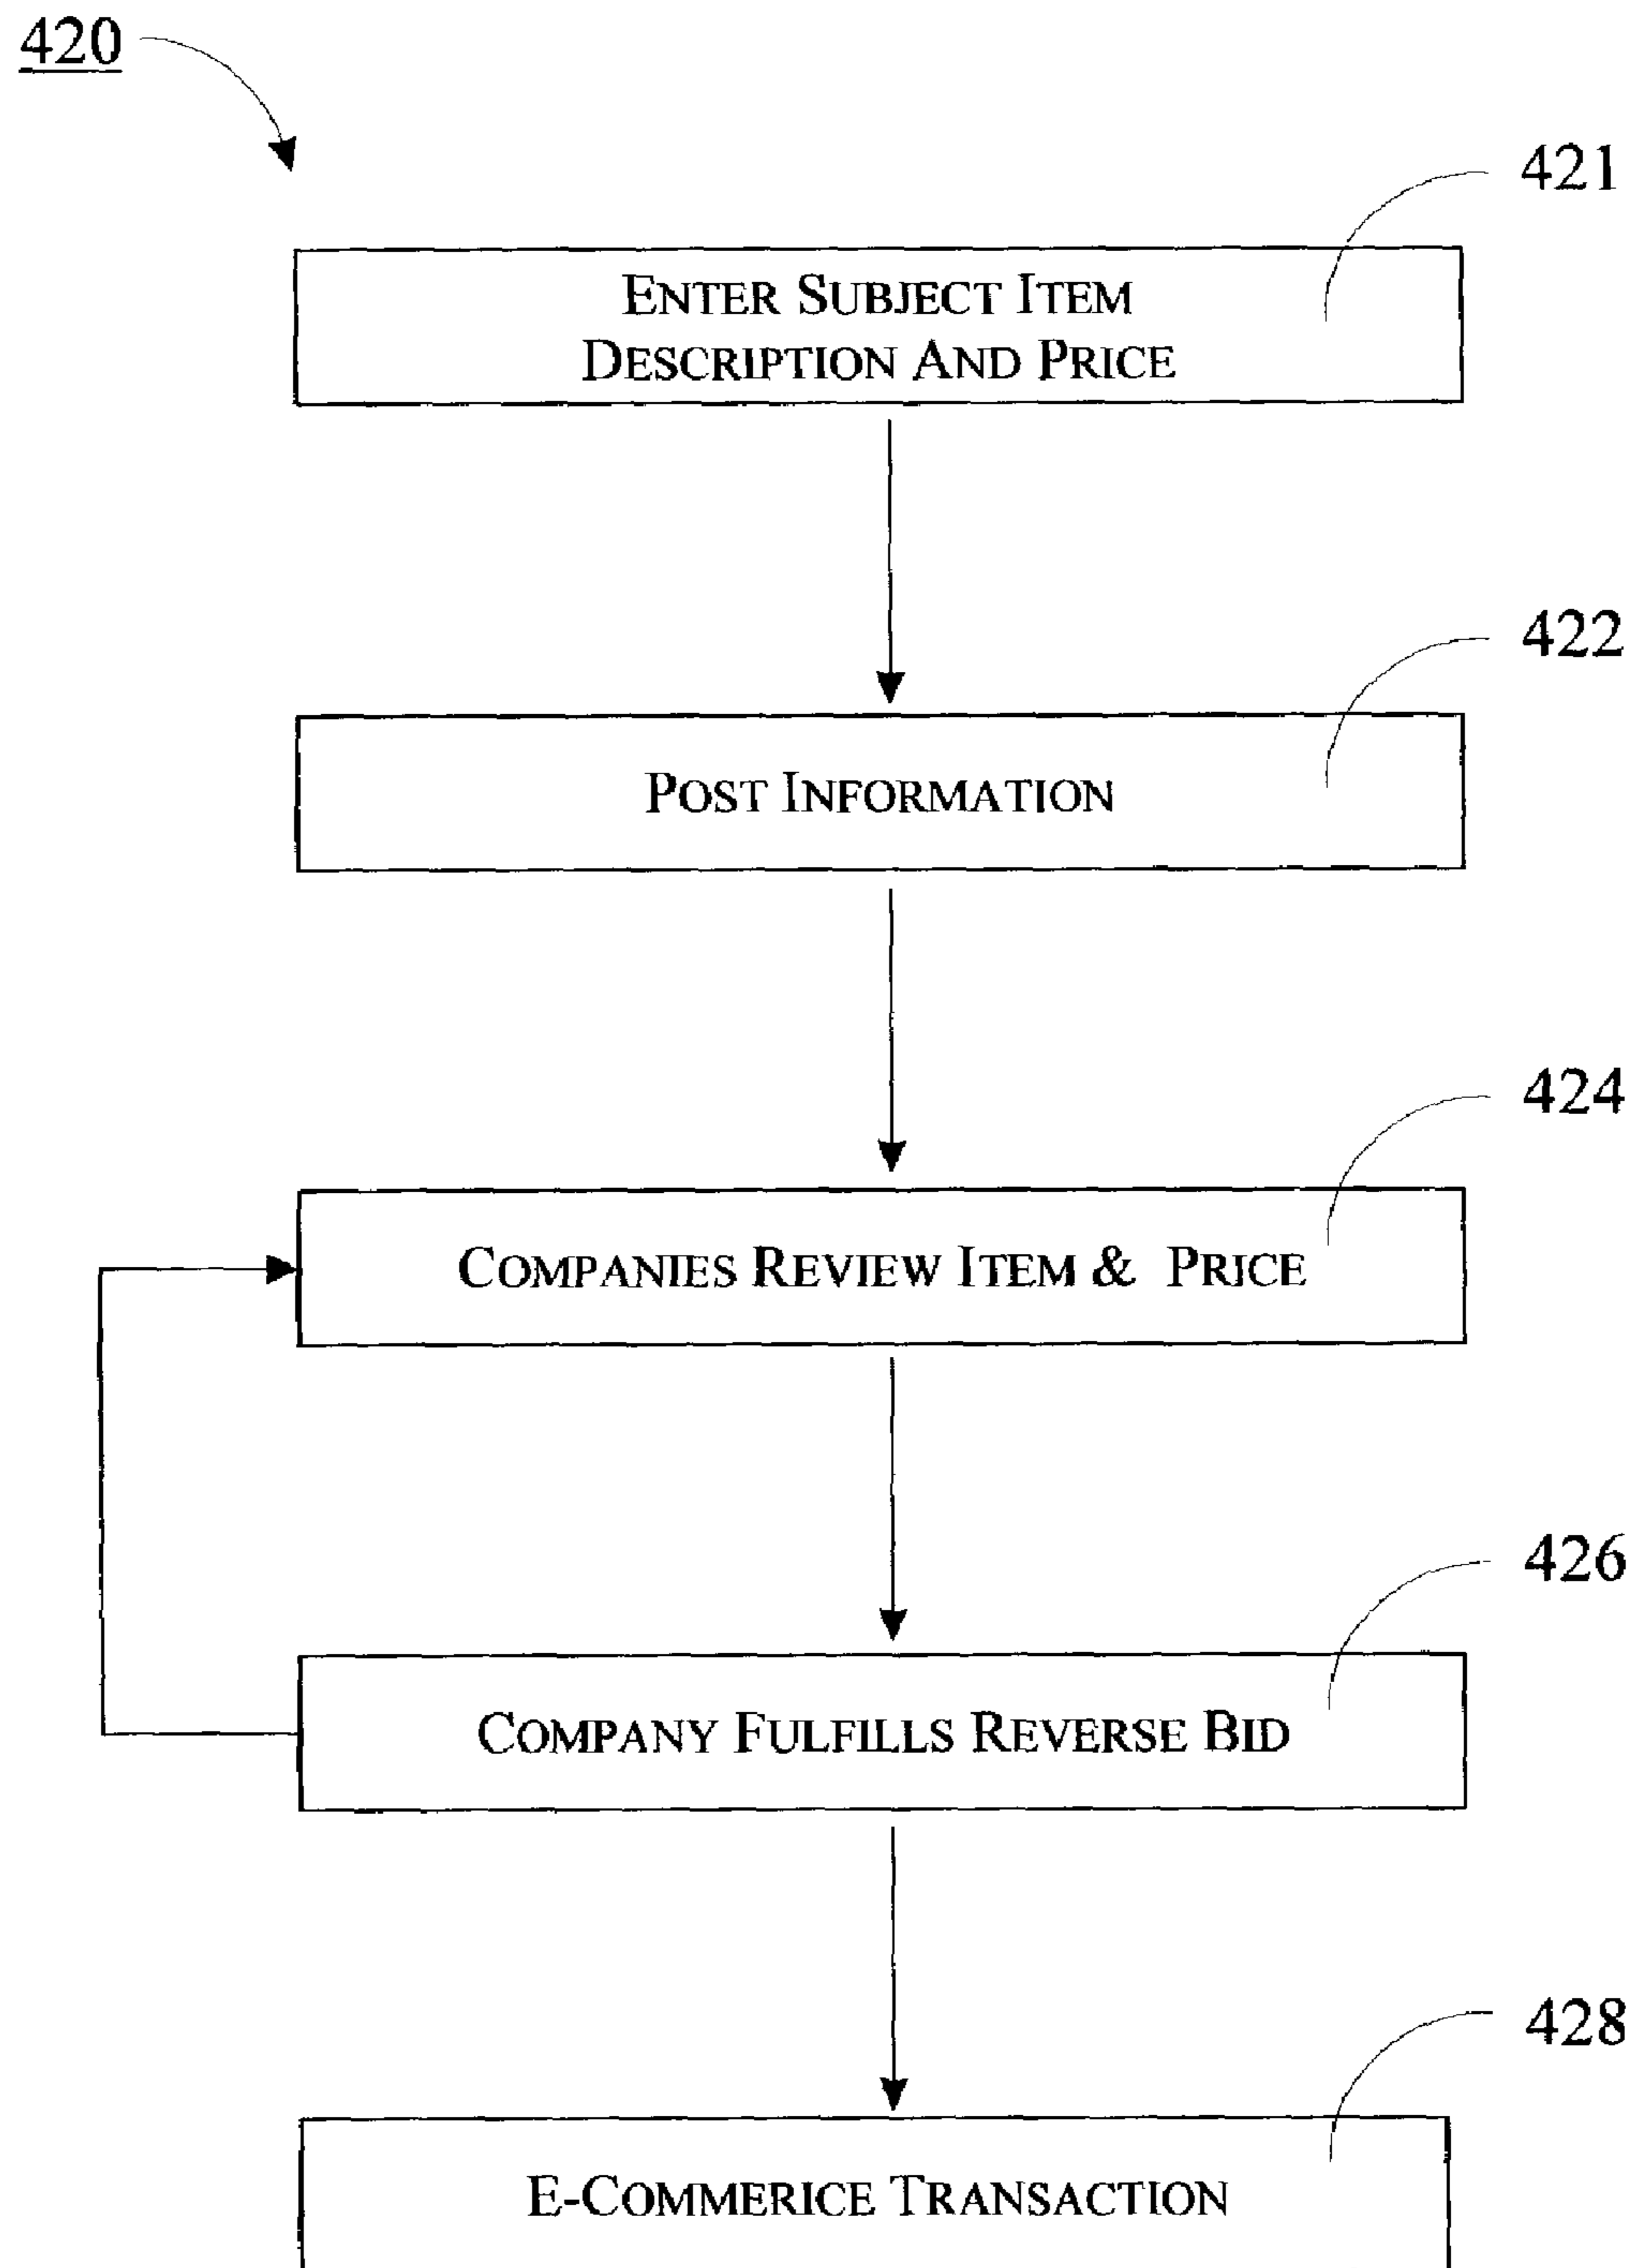 420
421
ENTER SUBJECT ITEM
DESCRIPTION AND PRICE
422
POST INFORMATION
424
COMPANIES REVIEW ITEM & PRICE
426
COMPANY FULFILLS REVERSE BID
428
E-COMMERICE TRANSACTION